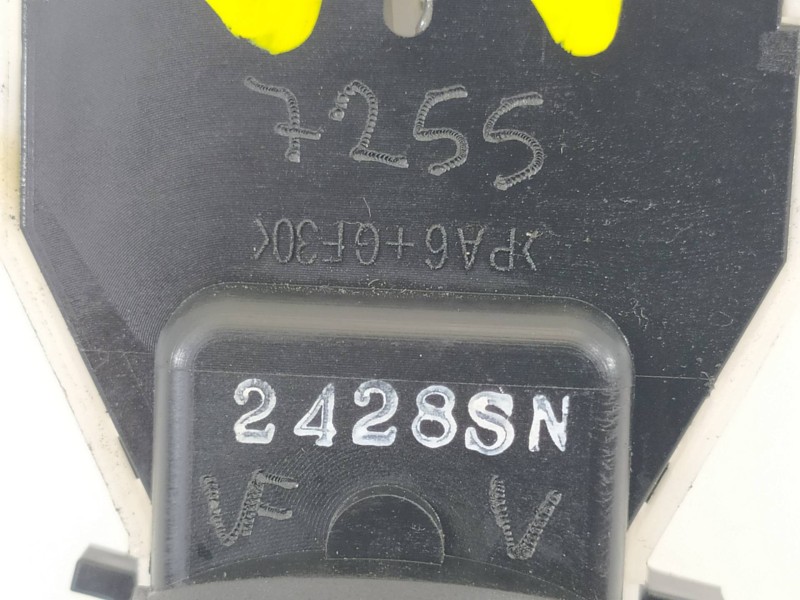 7255
>PA6+GF30<
2428SN
VF V